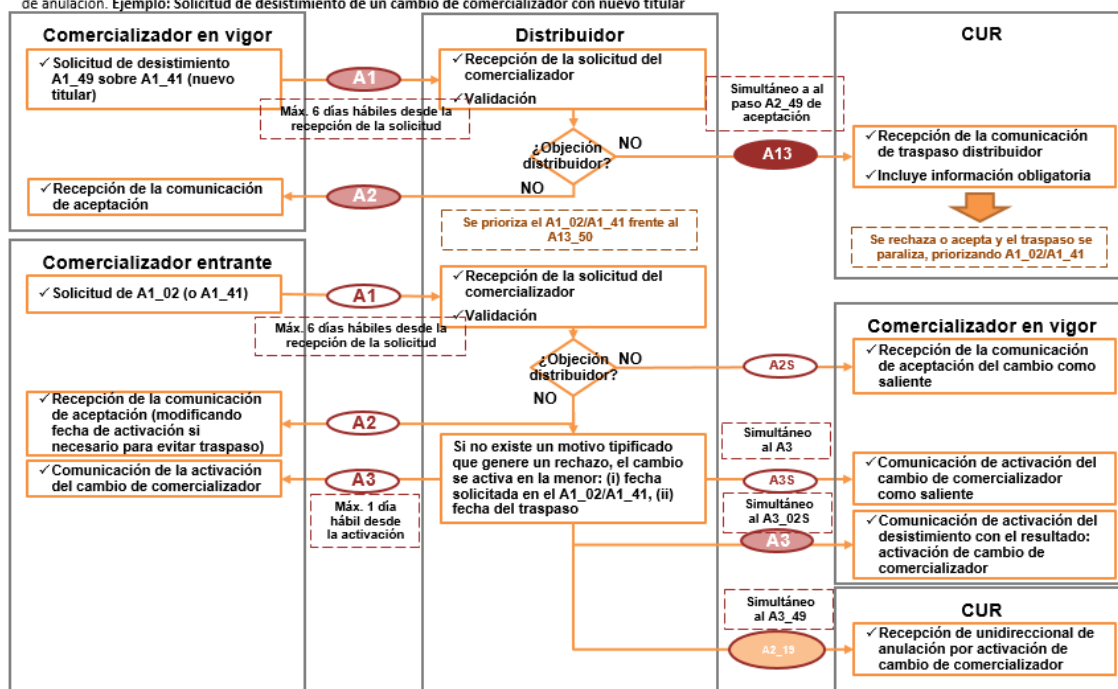 de anulación. Ejemplo: Solicitud de desistimiento de un cambio de comercializador con nuevo titular
Comercializador en vigor
✓ Solicitud de desistimiento
A1_49 sobre A1_41 (nuevo
titular)
A1
Máx. 6 días hábiles desde la
recepción de la solicitud
✓ Recepción de la comunicación
de aceptación
A2
Distribuidor
✓ Recepción de la solicitud del
comercializador
✓ Validación
¿Objeción
distribuidor?
NO
NO
Se prioriza el A1_02/A1_41 frente al
A13_50
Simultáneo a al
paso A2_49 de
aceptación
A13
CUR
✓ Recepción de la comunicación
de traspaso distribuidor
✓ Incluye información obligatoria
Se rechaza o acepta y el traspaso se
paraliza, priorizando A1_02/A1_41
Comercializador entrante
✓ Solicitud de A1_02 (o A1_41)
A1
Máx. 6 días hábiles desde la
recepción de la solicitud
✓ Recepción de la solicitud del
comercializador
✓ Validación
¿Objeción
distribuidor?
NO
NO
A2S
Comercializador en vigor
✓ Recepción de la comunicación
de aceptación del cambio como
saliente
✓ Recepción de la comunicación
de aceptación (modificando
fecha de activación si
necesario para evitar traspaso)
A2
✓ Comunicación de la activación
del cambio de comercializador
A3
Máx. 1 día
hábil desde
la activación
Si no existe un motivo tipificado
que genere un rechazo, el cambio
se activa en la menor: (i) fecha
solicitada en el A1_02/A1_41, (ii)
fecha del traspaso
Simultáneo
al A3
A3S
✓ Comunicación de activación del
cambio de comercializador
como saliente
Simultáneo
al A3_02S
A3
✓ Comunicación de activación del
desistimiento con el resultado:
activación de cambio de
comercializador
Simultáneo
al A3_49
A2_19
CUR
✓ Recepción de unidireccional de
anulación por activación de
cambio de comercializador